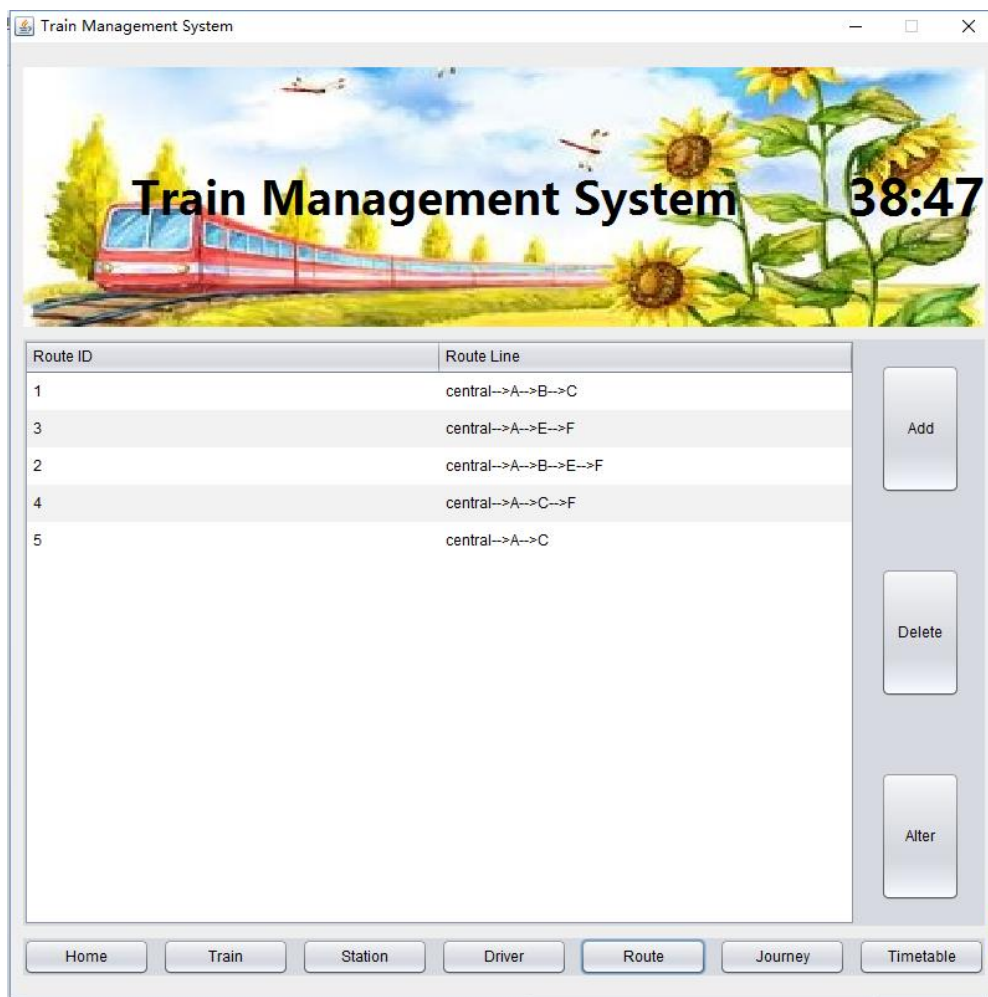 Train Management System
Train Management System 38:47
Route ID Route Line
1 central-->A-->B-->C
3 central-->A-->E-->F
2 central-->A-->B-->E-->F
4 central-->A-->C-->F
5 central-->A-->C
Add
Delete
Alter
Home Train Station Driver Route Journey Timetable